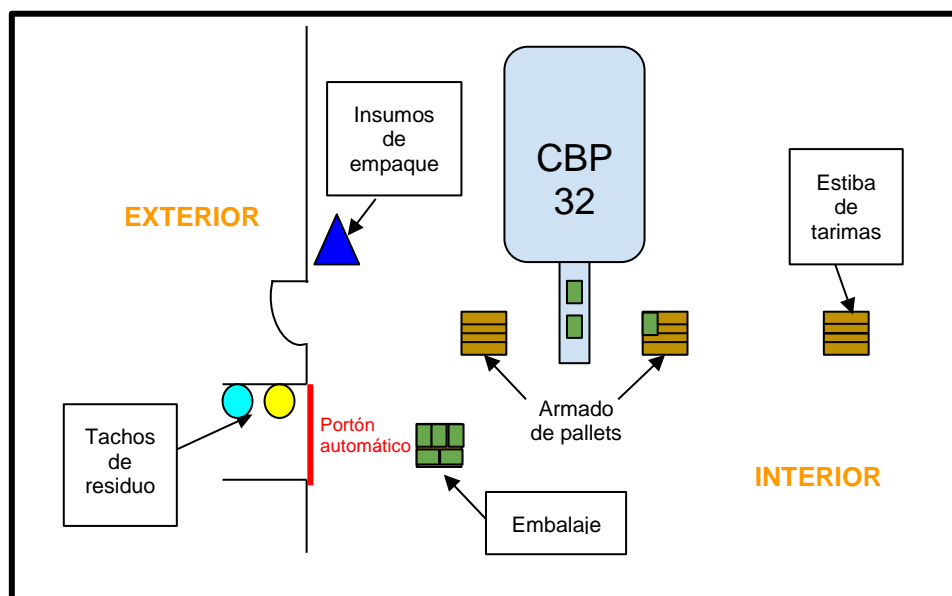 Insumos
de
empaque
CBP
32
Estiba
de
tarimas
EXTERIOR
Tachos
de
residuo
Portón
automático
Armado
de pallets
INTERIOR
Embalaje